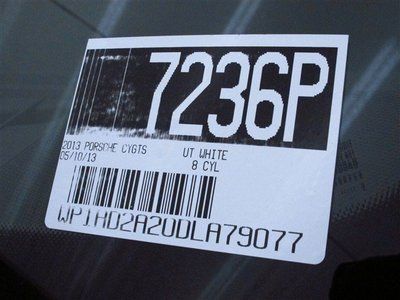 7236P
2013 PORSCHE CYGTS UT WHITE
05/10/13 8 CYL
WP1HD2A20DLA79077